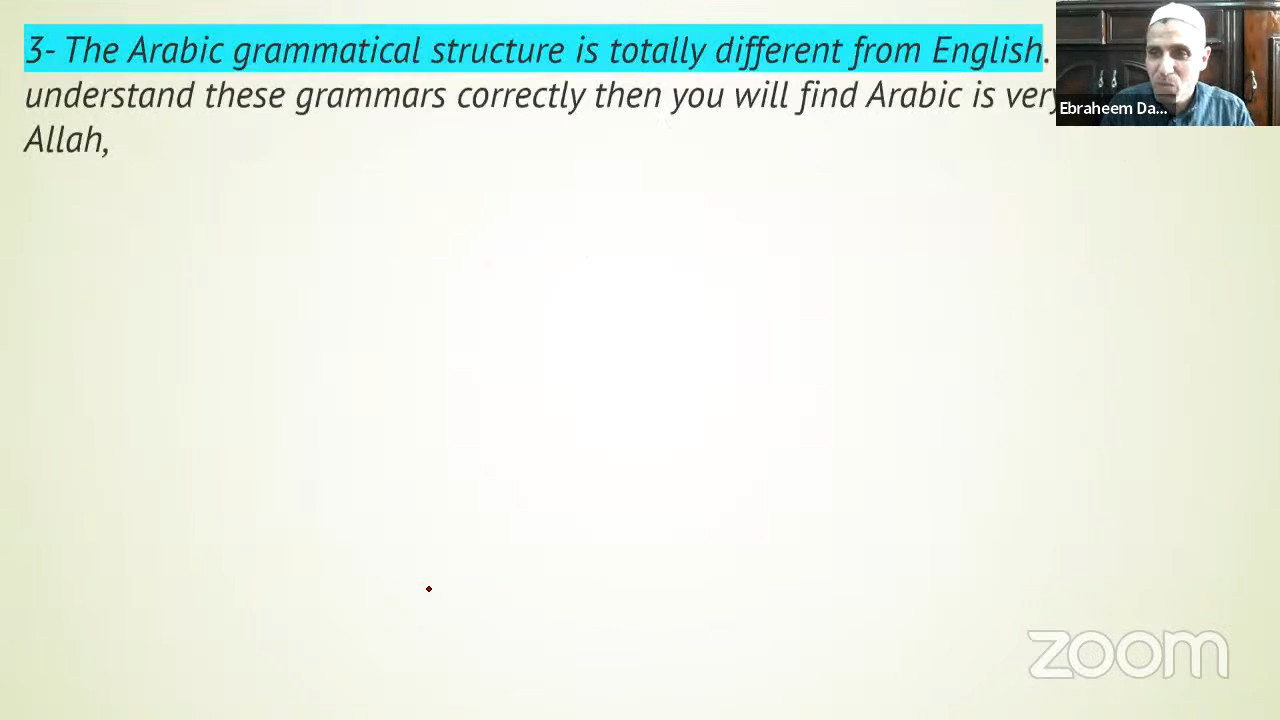 3- The Arabic grammatical structure is totally different from English.
understand these grammars correctly then you will find Arabic is very
Allah,
Ebraheem Da...
zoom